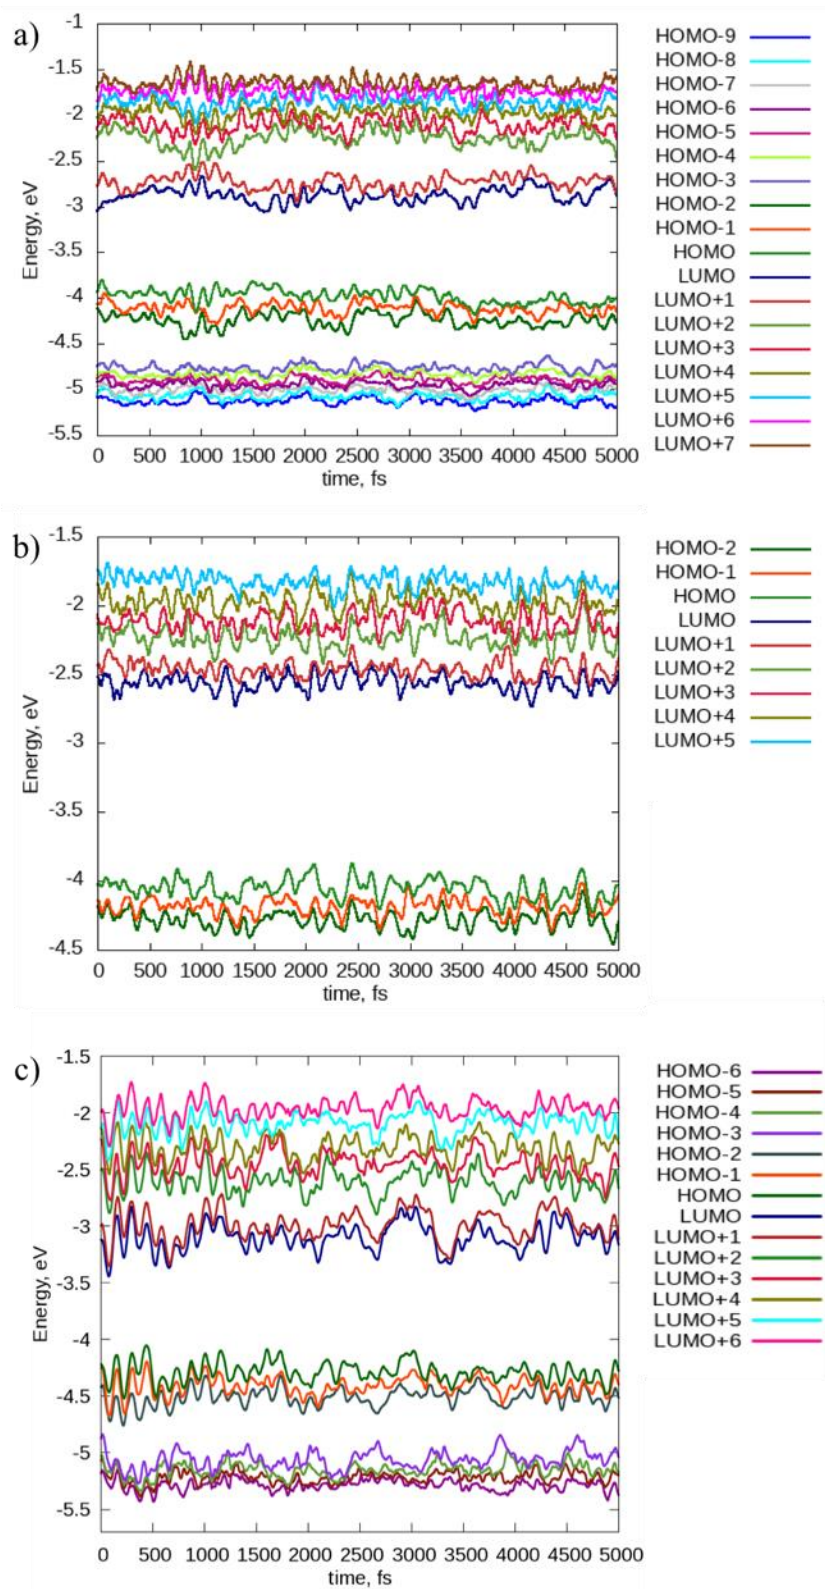 a)
-1
-1.5
-2
-2.5
-3
-3.5
-4
-4.5
-5
-5.5
Energy, eV
0 500 1000 1500 2000 2500 3000 3500 4000 4500 5000
time, fs
HOMO-9
HOMO-8
HOMO-7
HOMO-6
HOMO-5
HOMO-4
HOMO-3
HOMO-2
HOMO-1
HOMO
LUMO
LUMO+1
LUMO+2
LUMO+3
LUMO+4
LUMO+5
LUMO+6
LUMO+7
b)
-1.5
-2
-2.5
-3
-3.5
-4
-4.5
Energy, eV
0 500 1000 1500 2000 2500 3000 3500 4000 4500 5000
time, fs
HOMO-2
HOMO-1
HOMO
LUMO
LUMO+1
LUMO+2
LUMO+3
LUMO+4
LUMO+5
c)
-1.5
-2
-2.5
-3
-3.5
-4
-4.5
-5
-5.5
Energy, eV
0 500 1000 1500 2000 2500 3000 3500 4000 4500 5000
time, fs
HOMO-6
HOMO-5
HOMO-4
HOMO-3
HOMO-2
HOMO-1
HOMO
LUMO
LUMO+1
LUMO+2
LUMO+3
LUMO+4
LUMO+5
LUMO+6